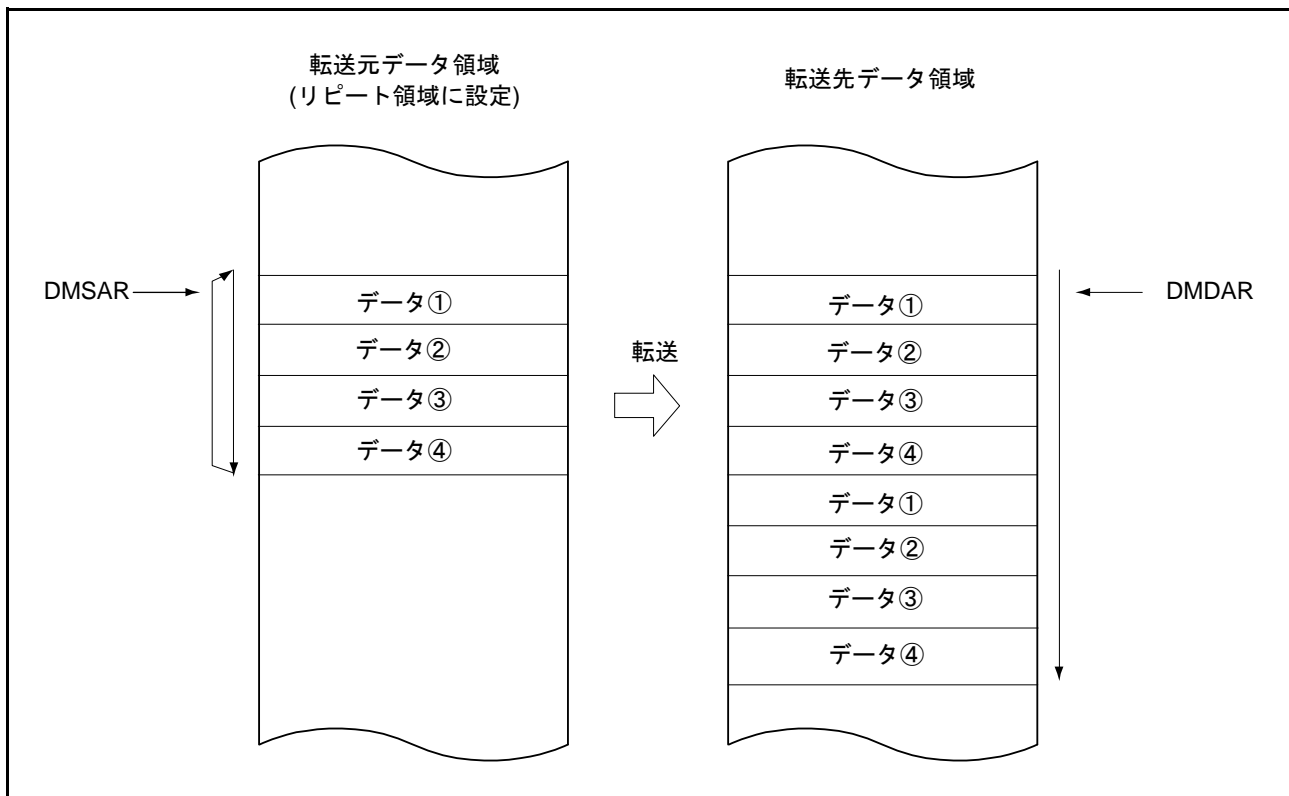 転送元データ領域
(リピート領域に設定)
転送先データ領域
DMSAR
データ①
データ②
データ③
データ④
転送
データ①
データ②
データ③
データ④
データ①
データ②
データ③
データ④
DMDAR